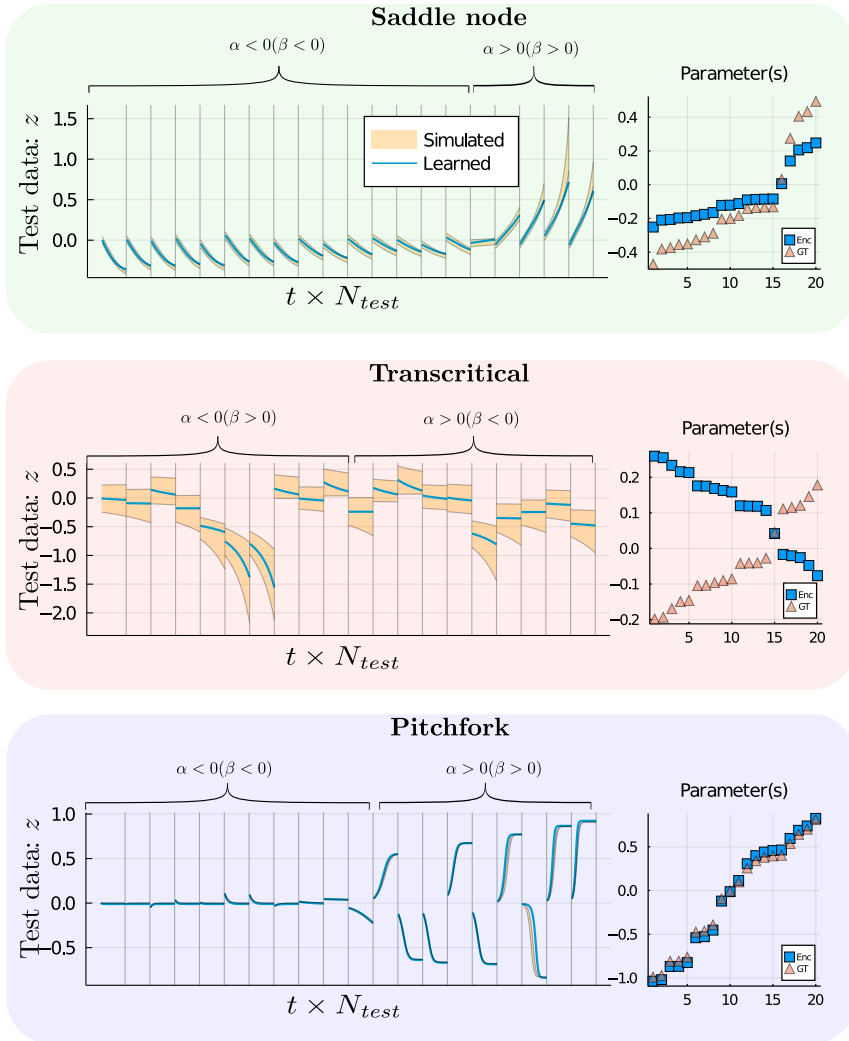 Saddle node
α < 0(β < 0)
α > 0(β > 0)
Parameter(s)
Test data: z
1.5
1.0
0.5
0.0
Simulated
Learned
t × N_test
0.4
0.2
0.0
−0.2
−0.4
Enc
GT
5 10 15 20
Transcritical
α < 0(β > 0)
α > 0(β < 0)
Parameter(s)
Test data: z
0.5
0.0
−0.5
−1.0
−1.5
−2.0
t × N_test
0.2
0.1
0.0
−0.1
−0.2
Enc
GT
5 10 15 20
Pitchfork
α < 0(β < 0)
α > 0(β > 0)
Parameter(s)
Test data: z
1.0
0.5
0.0
−0.5
t × N_test
0.5
0.0
−0.5
−1.0
Enc
GT
5 10 15 20